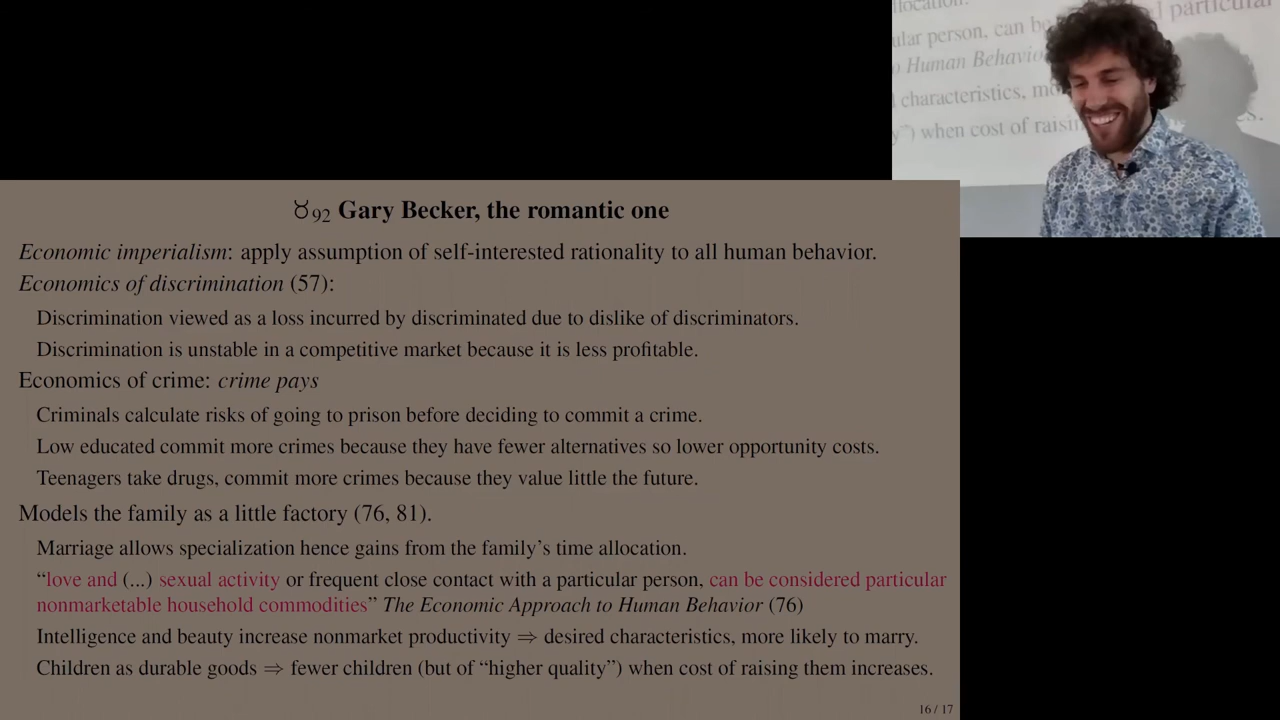 flocation.
ular person, can be
particular
Human Behavio
characteristics, mo
y”) when cost of raisin
♉92 Gary Becker, the romantic one
Economic imperialism: apply assumption of self-interested rationality to all human behavior.
Economics of discrimination (57):
Discrimination viewed as a loss incurred by discriminated due to dislike of discriminators.
Discrimination is unstable in a competitive market because it is less profitable.
Economics of crime: crime pays
Criminals calculate risks of going to prison before deciding to commit a crime.
Low educated commit more crimes because they have fewer alternatives so lower opportunity costs.
Teenagers take drugs, commit more crimes because they value little the future.
Models the family as a little factory (76, 81).
Marriage allows specialization hence gains from the family’s time allocation.
“love and (...) sexual activity or frequent close contact with a particular person, can be considered particular
nonmarketable household commodities” The Economic Approach to Human Behavior (76)
Intelligence and beauty increase nonmarket productivity ⇒ desired characteristics, more likely to marry.
Children as durable goods ⇒ fewer children (but of “higher quality”) when cost of raising them increases.
16 / 17